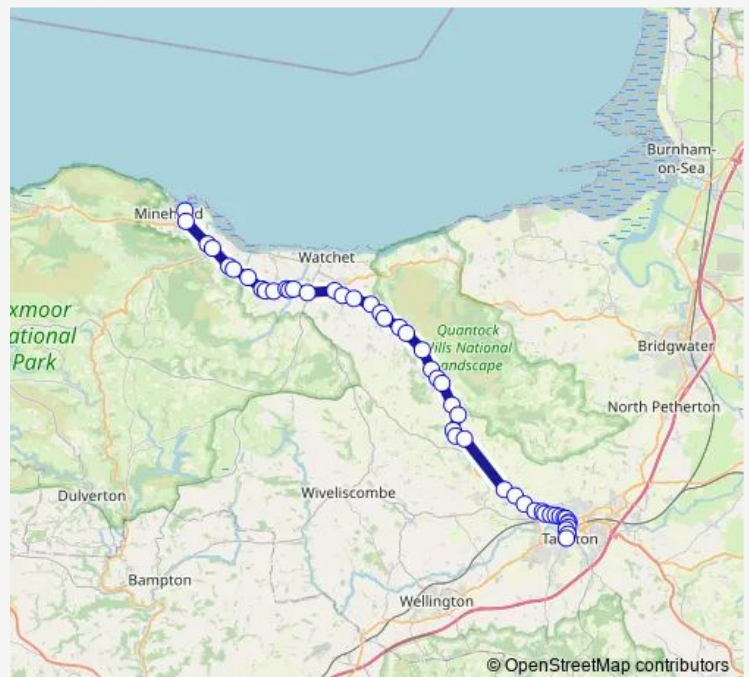 Burnham-
on-Sea
Minehead
Watchet
xmoor
ational
Park
Quantock
Hills National
Landscape
Bridgwater
North Petherton
Dulverton
Wiveliscombe
Taunton
Bampton
Wellington
© OpenStreetMap contributors